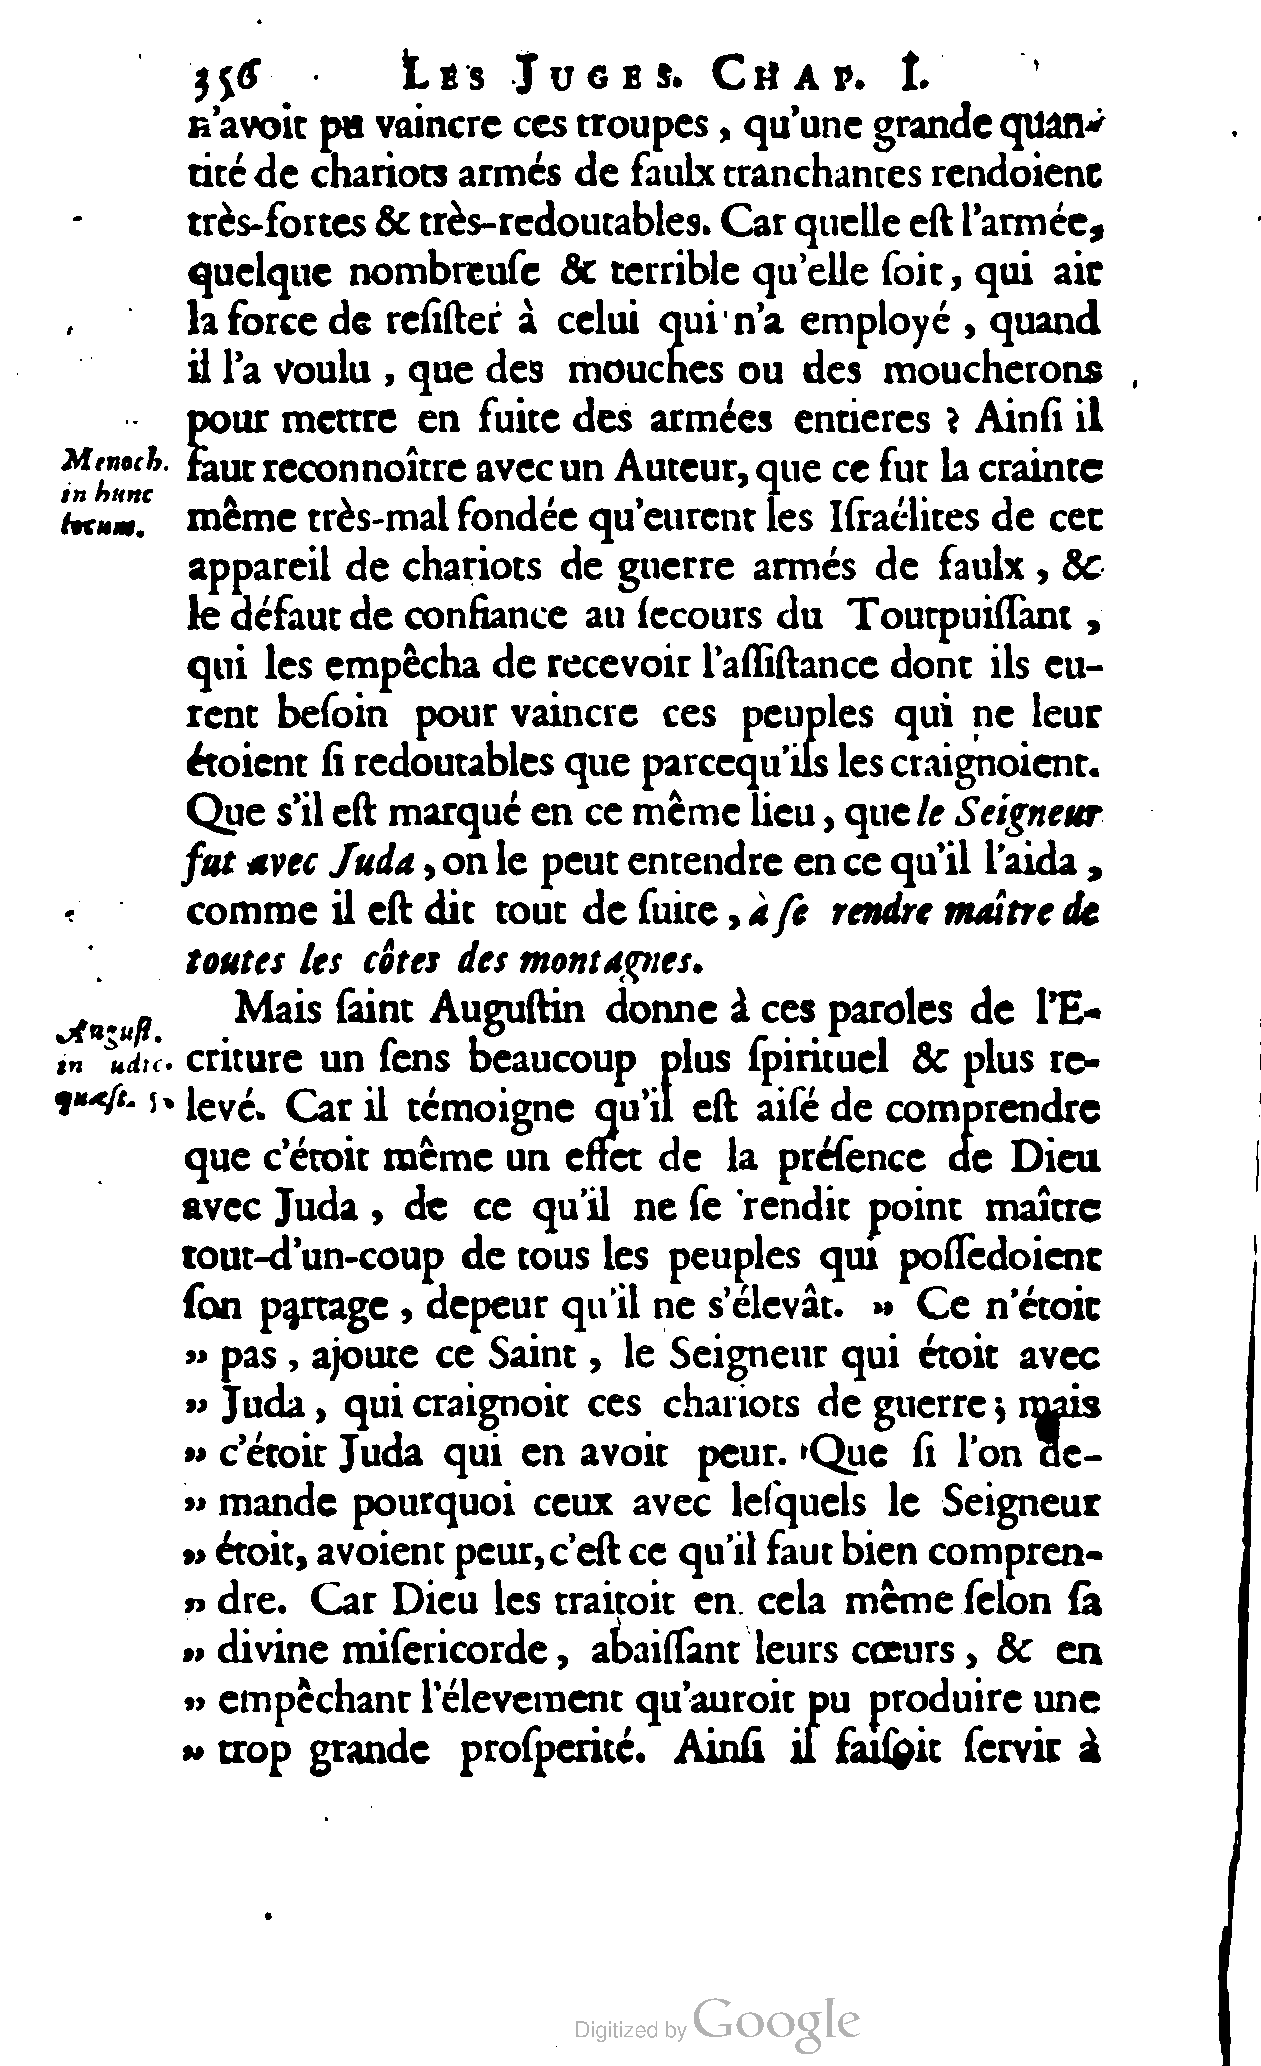 356 LES JUGES. CHAP. I.
n'avoit pu vaincre ces troupes, qu'une grande quan-
tité de chariots armés de faulx tranchantes rendoient
très-fortes & très-redoutables. Car quelle eſt l'armée,
quelque nombreuſe & terrible qu'elle ſoit, qui ait
la force de reſiſter à celui qui n'a employé, quand
il l'a voulu, que des mouches ou des moucherons
pour mettre en fuite des armées entieres ? Ainſi il
Menoch. faut reconnoître avec un Auteur, que ce fut la crainte
in hunc
locum. même très-mal fondée qu'eurent les Iſraélites de cet
appareil de chariots de guerre armés de faulx, &
le défaut de confiance au ſecours du Toutpuiſſant,
qui les empêcha de recevoir l'aſſiſtance dont ils eu-
rent beſoin pour vaincre ces peuples qui ne leur
étoient ſi redoutables que parcequ'ils les craignoient.
Que s'il eſt marqué en ce même lieu, que le Seigneur
fut avec Juda, on le peut entendre en ce qu'il l'aida,
comme il eſt dit tout de ſuite, à ſe rendre maître de
toutes les côtes des montagnes.
Mais ſaint Auguſtin donne à ces paroles de l'E-
Auguſt.
in udic. criture un ſens beaucoup plus ſpirituel & plus re-
quæſt. 5. levé. Car il témoigne qu'il eſt aiſé de comprendre
que c'étoit même un effet de la préſence de Dieu
avec Juda, de ce qu'il ne ſe rendit point maître
tout-d'un-coup de tous les peuples qui poſſedoient
ſon partage, depeur qu'il ne s'élevât. » Ce n'étoit
» pas, ajoute ce Saint, le Seigneur qui étoit avec
» Juda, qui craignoit ces chariots de guerre; mais
» c'étoit Juda qui en avoit peur. Que ſi l'on de-
» mande pourquoi ceux avec leſquels le Seigneur
» étoit, avoient peur, c'eſt ce qu'il faut bien compren-
» dre. Car Dieu les traitoit en cela même ſelon ſa
» divine miſericorde, abaiſſant leurs cœurs, & en
» empêchant l'élevement qu'auroit pu produire une
» trop grande proſperité. Ainſi il faiſoit ſervir à
Digitized by Google